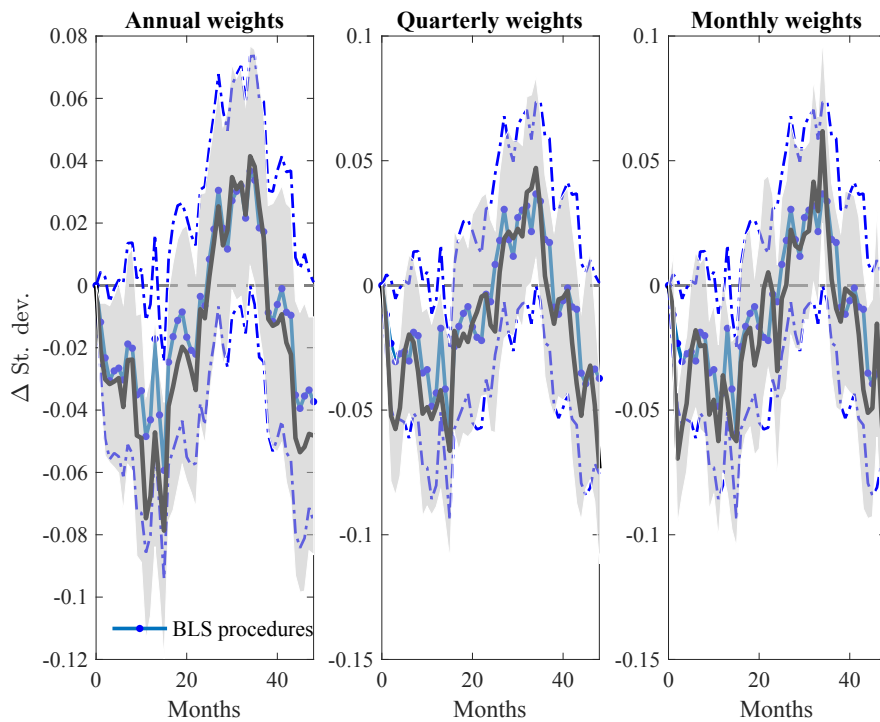 Annual weights
Quarterly weights
Monthly weights
0.08
0.06
0.04
0.02
0
-0.02
-0.04
-0.06
-0.08
-0.1
-0.12
0.1
0.05
0
-0.05
-0.1
-0.15
0.1
0.05
0
-0.05
-0.1
-0.15
Δ St. dev.
BLS procedures
0 20 40
0 20 40
0 20 40
Months
Months
Months